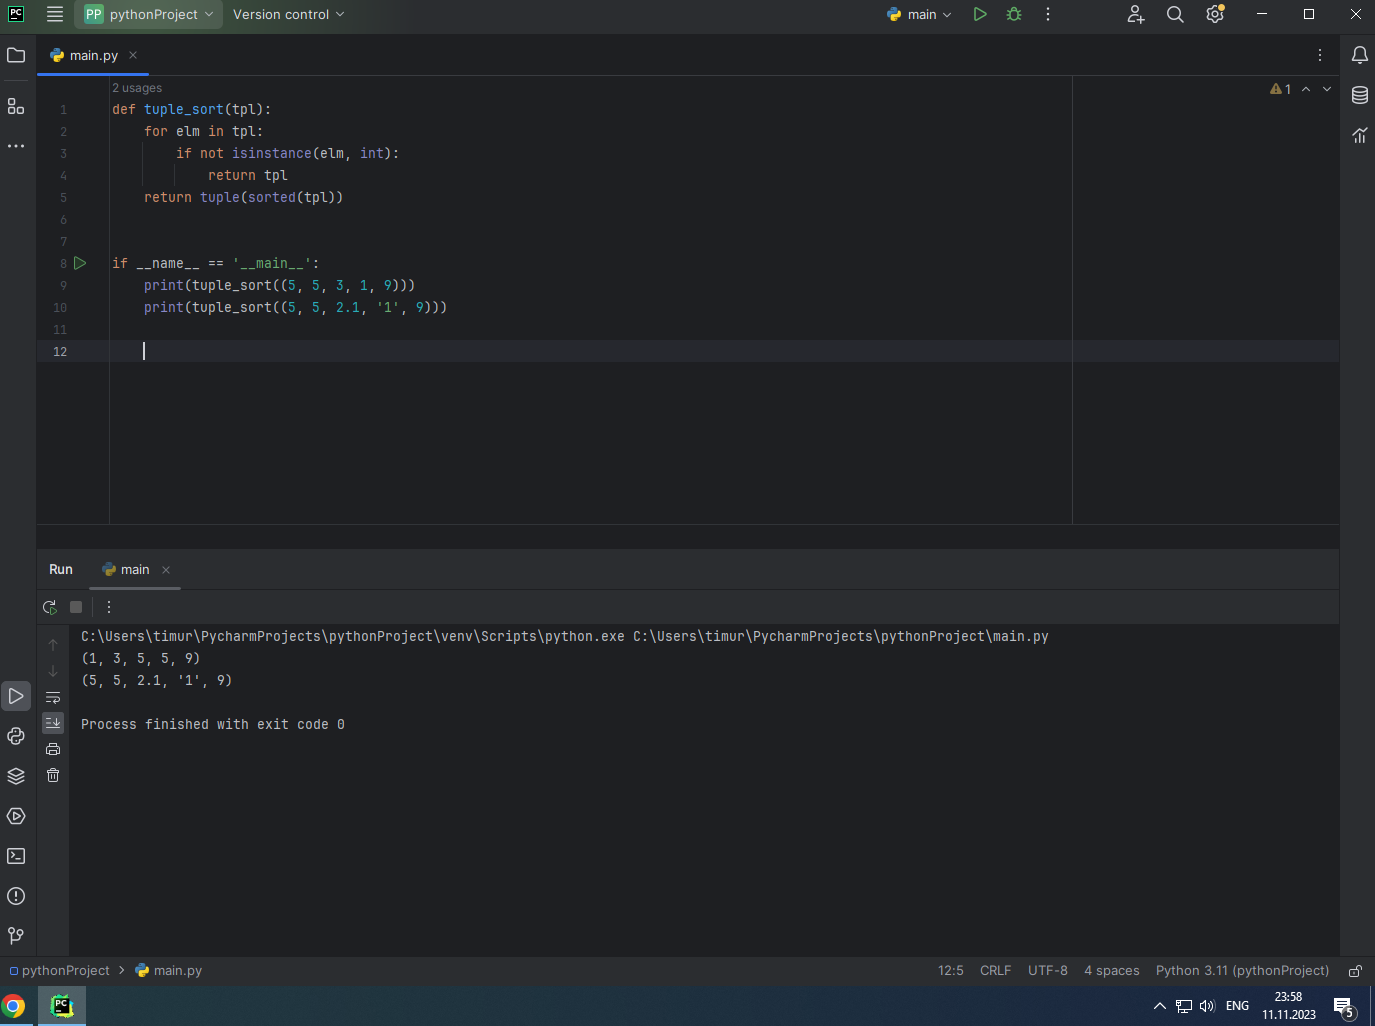 PC PP pythonProject Version control main
main.py
2 usages
1 def tuple_sort(tpl):
2 for elm in tpl:
3 if not isinstance(elm, int):
4 return tpl
5 return tuple(sorted(tpl))
6
7
8 if __name__ == '__main__':
9 print(tuple_sort((5, 5, 3, 1, 9)))
10 print(tuple_sort((5, 5, 2.1, '1', 9)))
11
12
1
Run main
C:\Users\timur\PycharmProjects\pythonProject\venv\Scripts\python.exe C:\Users\timur\PycharmProjects\pythonProject\main.py
(1, 3, 5, 5, 9)
(5, 5, 2.1, '1', 9)
Process finished with exit code 0
pythonProject > main.py 12:5 CRLF UTF-8 4 spaces Python 3.11 (pythonProject)
PC ENG 23:58
11.11.2023 5